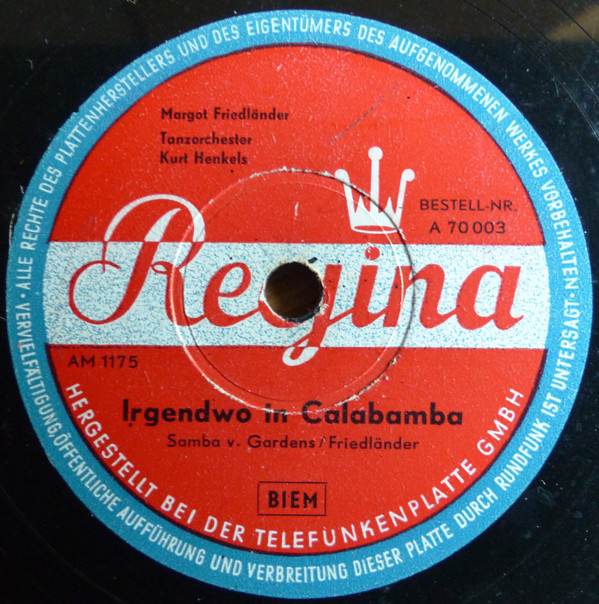 ALLE RECHTE DES PLATTENHERSTELLERS UND DES EIGENTÜMERS DES AUFGENOMMENEN WERKES VORBEHALTEN · VERVIELFÄLTIGUNG, ÖFFENTLICHE AUFFÜHRUNG UND VERBREITUNG DIESER PLATTE DURCH RUNDFUNK IST UNTERSAGT ·
Margot Friedländer
Tanzorchester
Kurt Henkels
BESTELL-NR.
A 70003
Regina
AM 1175
Irgendwo in Calabamba
Samba v. Gardens/Friedländer
BIEM
HERGESTELLT BEI DER TELEFUNKENPLATTE GMBH